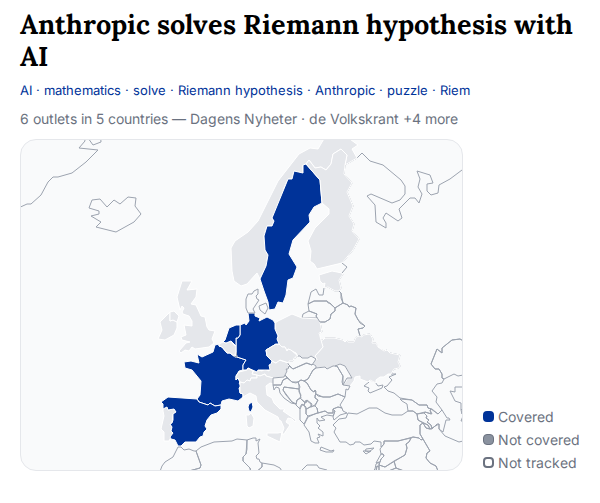 Anthropic solves Riemann hypothesis with
AI
AI · mathematics · solve · Riemann hypothesis · Anthropic · puzzle · Riem
6 outlets in 5 countries — Dagens Nyheter · de Volkskrant +4 more
Covered
Not covered
Not tracked